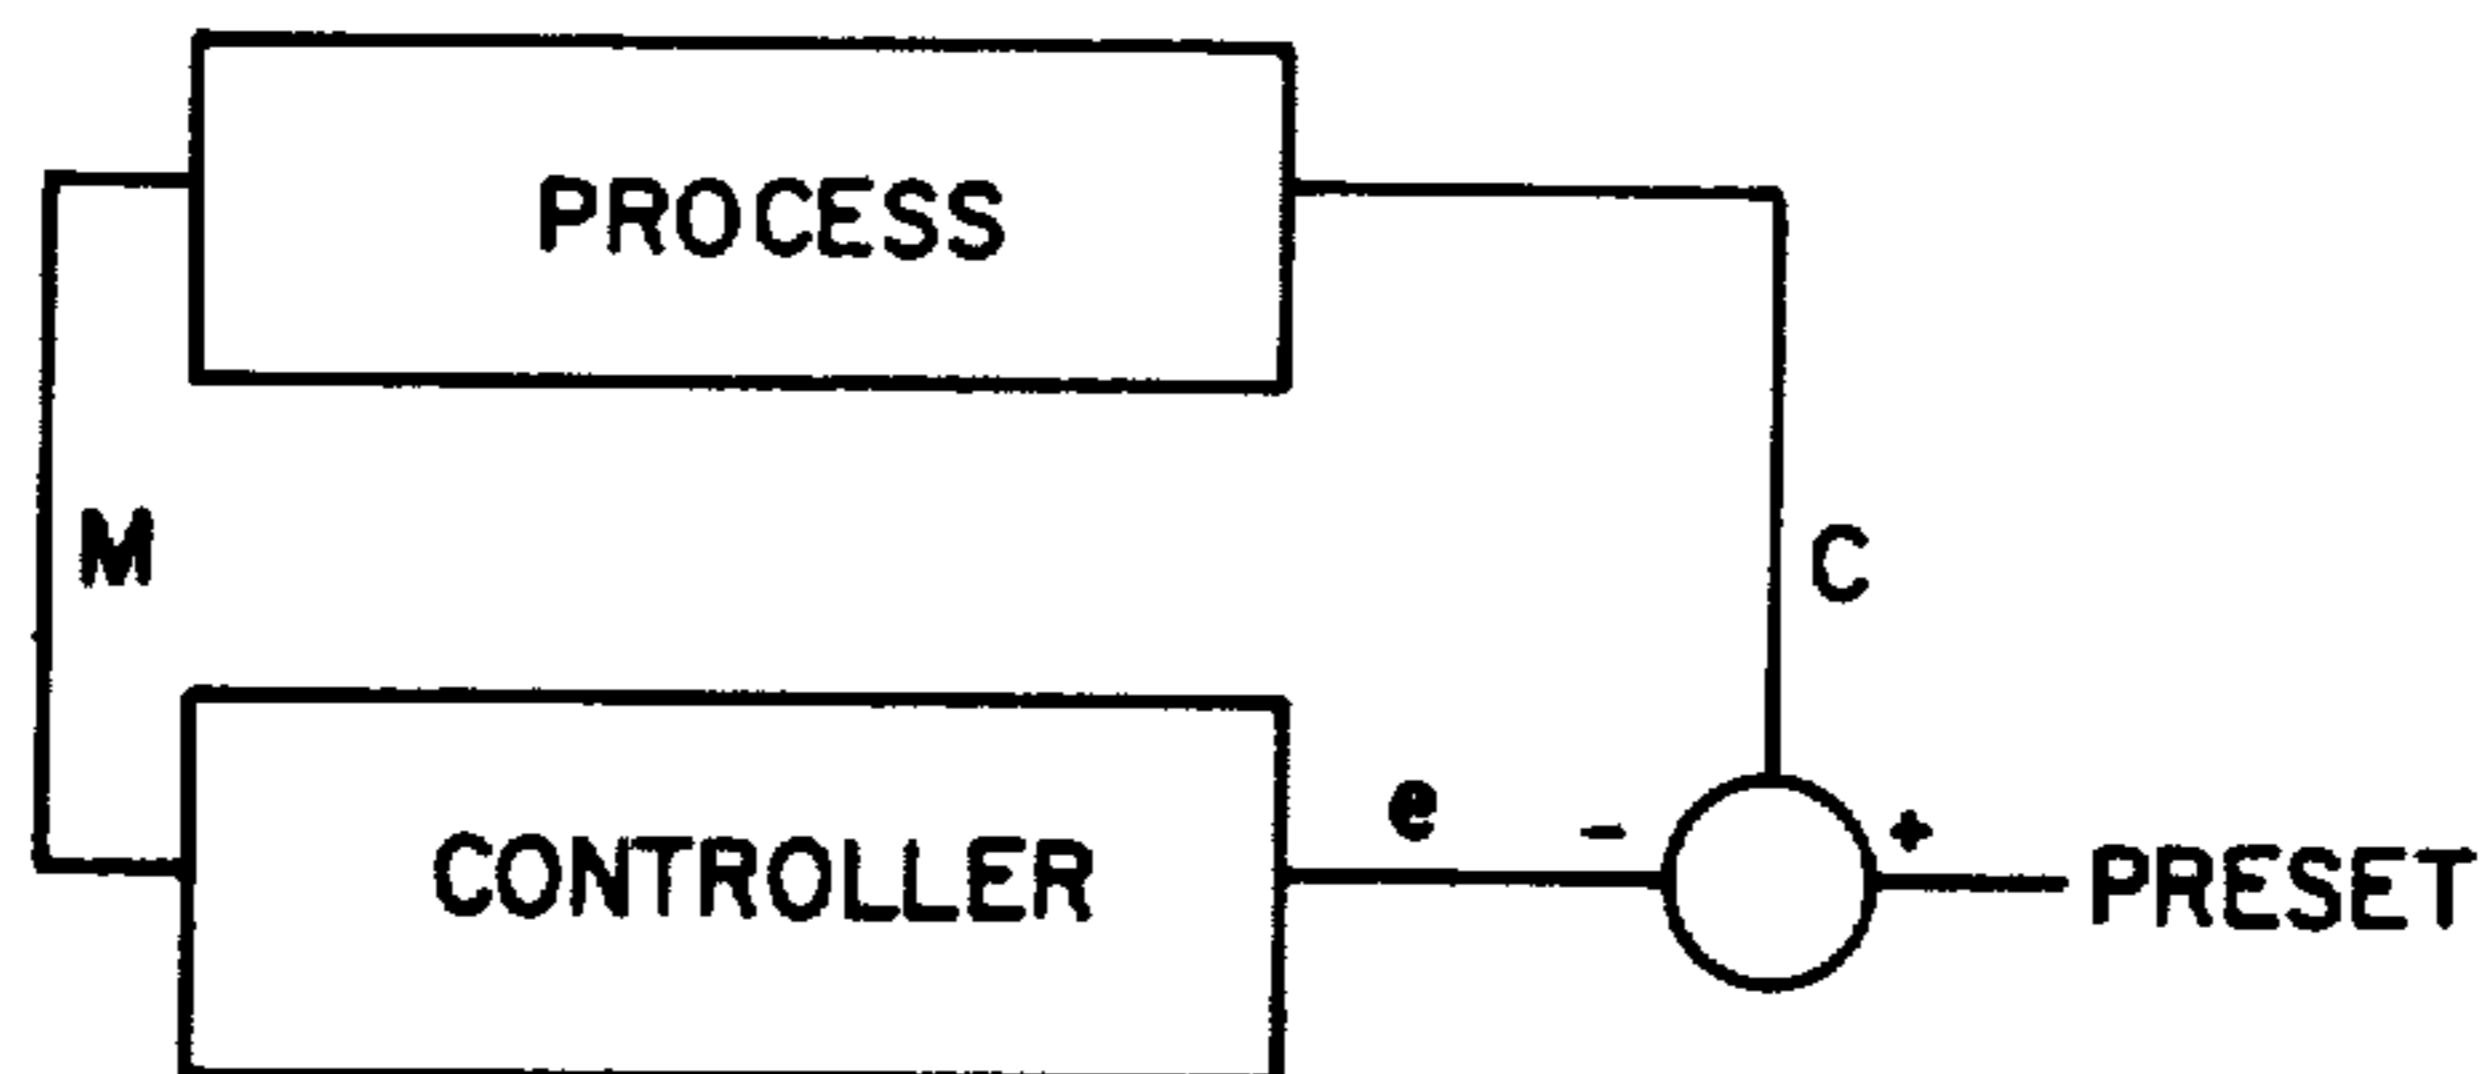 PROCESS
M
C
e
-
+
CONTROLLER
PRESET